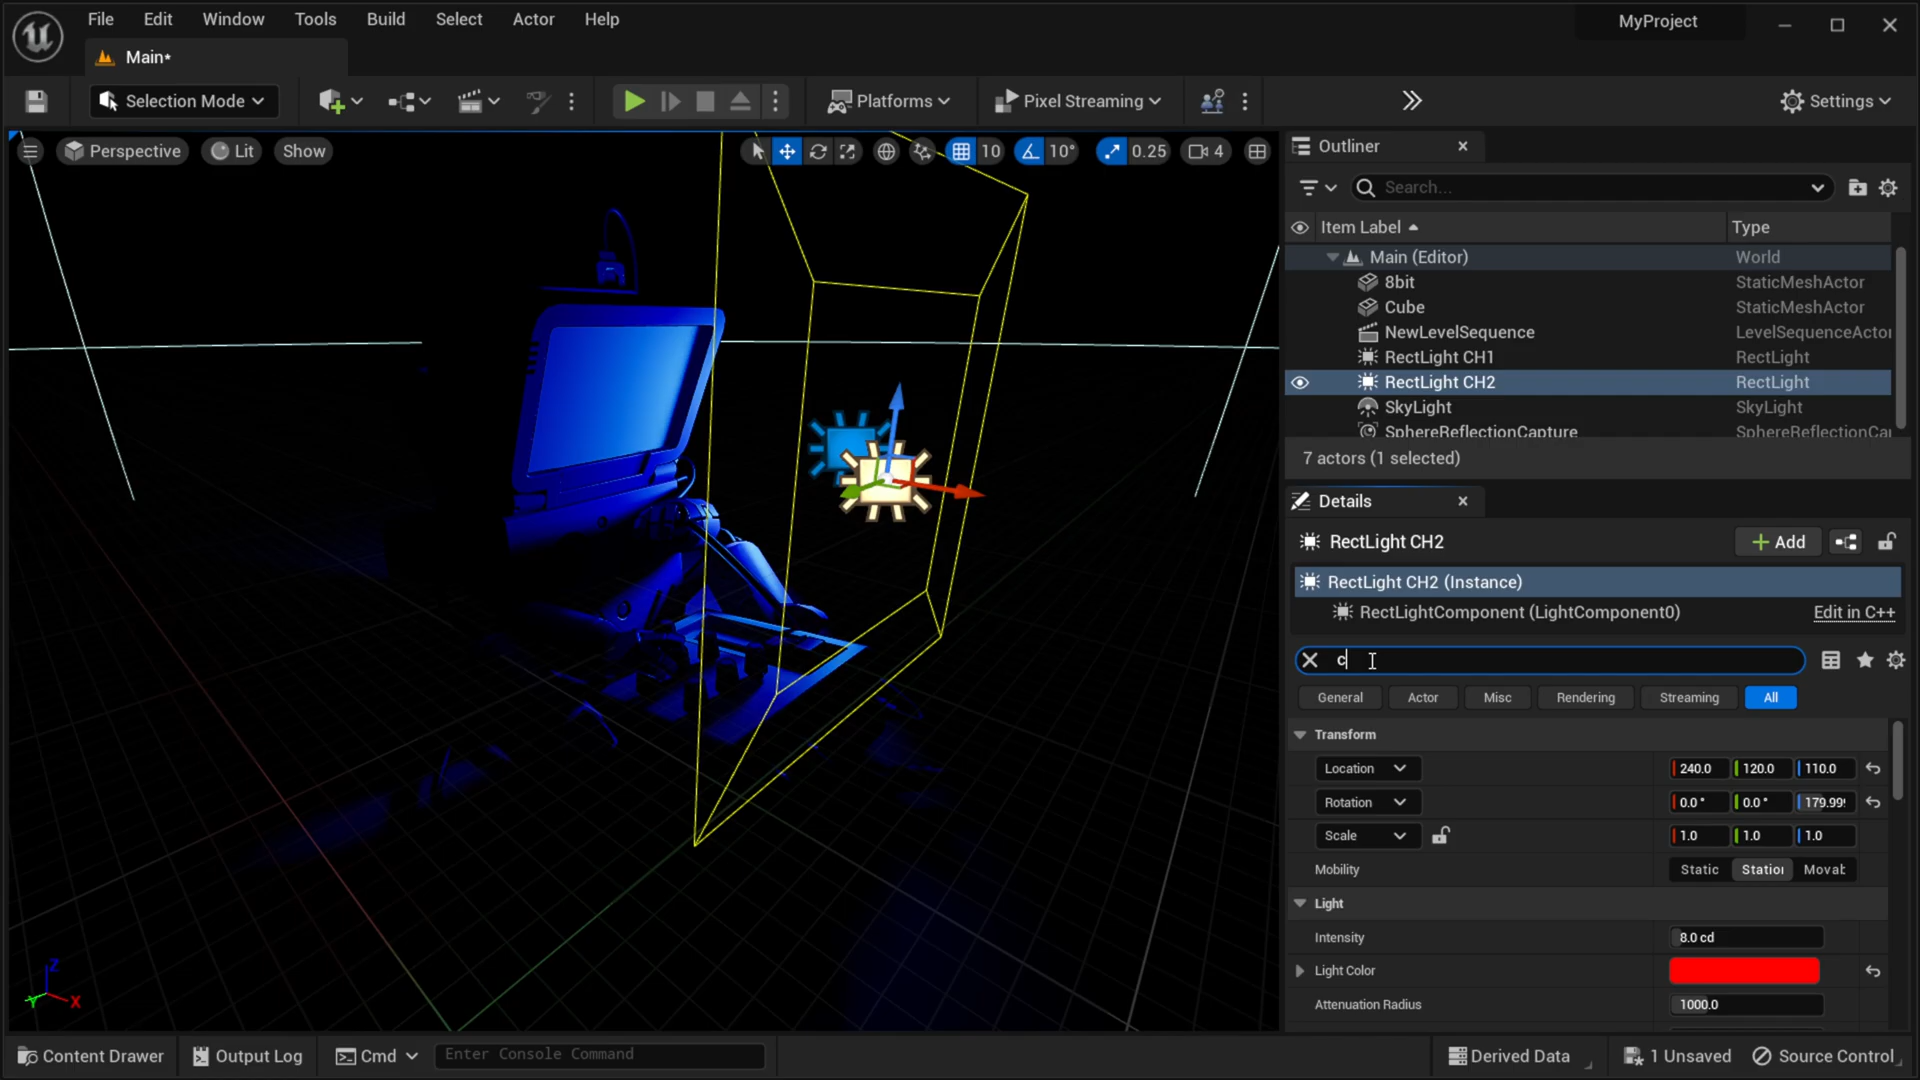 File Edit Window Tools Build Select Actor Help
MyProject
Main*
Selection Mode
Platforms
Pixel Streaming
Settings
Perspective Lit Show
10 10° 0.25 4
Outliner
Search...
Item Label Type
Main (Editor) World
8bit StaticMeshActor
Cube StaticMeshActor
NewLevelSequence LevelSequenceActor
RectLight CH1 RectLight
RectLight CH2 RectLight
SkyLight SkyLight
SphereReflectionCapture SphereReflectionCa
7 actors (1 selected)
Details
RectLight CH2
Add
RectLight CH2 (Instance)
RectLightComponent (LightComponent0) Edit in C++
c
General Actor Misc Rendering Streaming All
Transform
Location 240.0 120.0 110.0
Rotation 0.0° 0.0° 179.99
Scale 1.0 1.0 1.0
Mobility Static Station Movab
Light
Intensity 8.0 cd
Light Color
Attenuation Radius 1000.0
Z
Y X
Content Drawer Output Log Cmd Enter Console Command
Derived Data 1 Unsaved Source Control